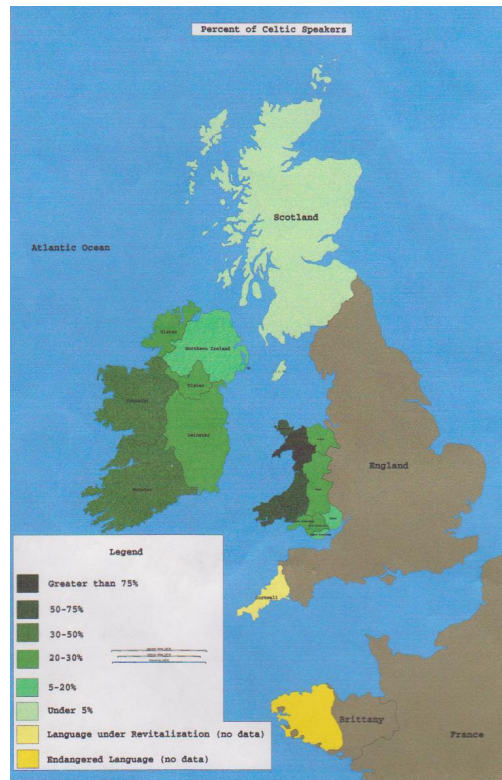 Percent of Celtic Speakers
Scotland
Atlantic Ocean
Ulster
Northern Ireland
Ulster
Connacht
Leinster
Munster
England
Cornwall
Legend
Greater than 75%
50-75%
30-50%
20-30%
5-20%
Under 5%
Language under Revitalization (no data)
Endangered Language (no data)
Brittany
France